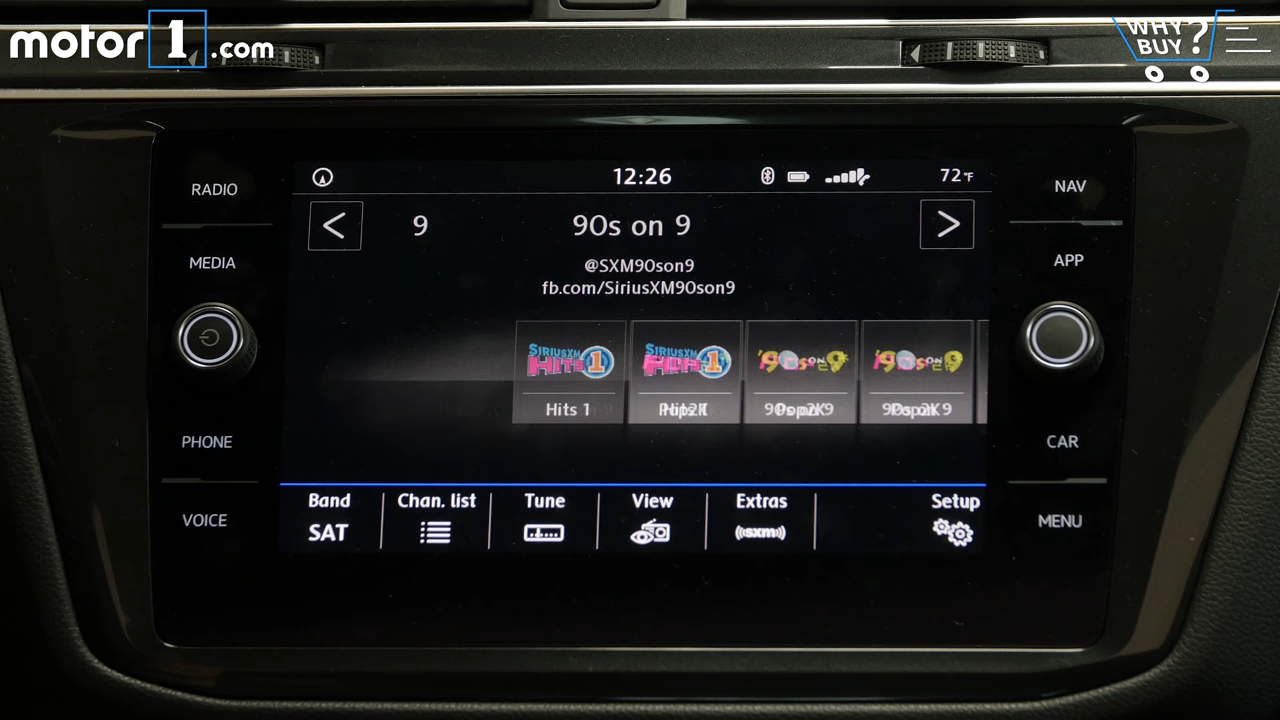 motor1.com
WHY BUY?
RADIO
MEDIA
PHONE
VOICE
NAV
APP
CAR
MENU
12:26
72°F
9
90s on 9
@SXM90son9
fb.com/SiriusXM90son9
SIRIUSXM HITS 1
SIRIUSXM HITS 1
'90s ON 9
'90s ON 9
Hits 1
Band
Chan. list
Tune
View
Extras
Setup
SAT
((sxm))